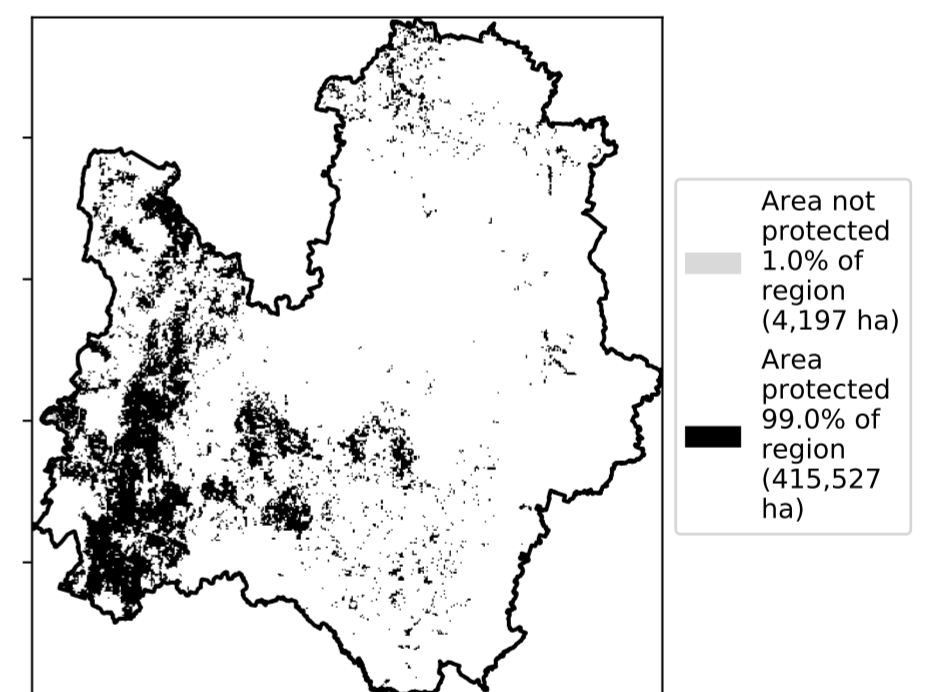 Area not
protected
1.0% of
region
(4,197 ha)
Area
protected
99.0% of
region
(415,527
ha)